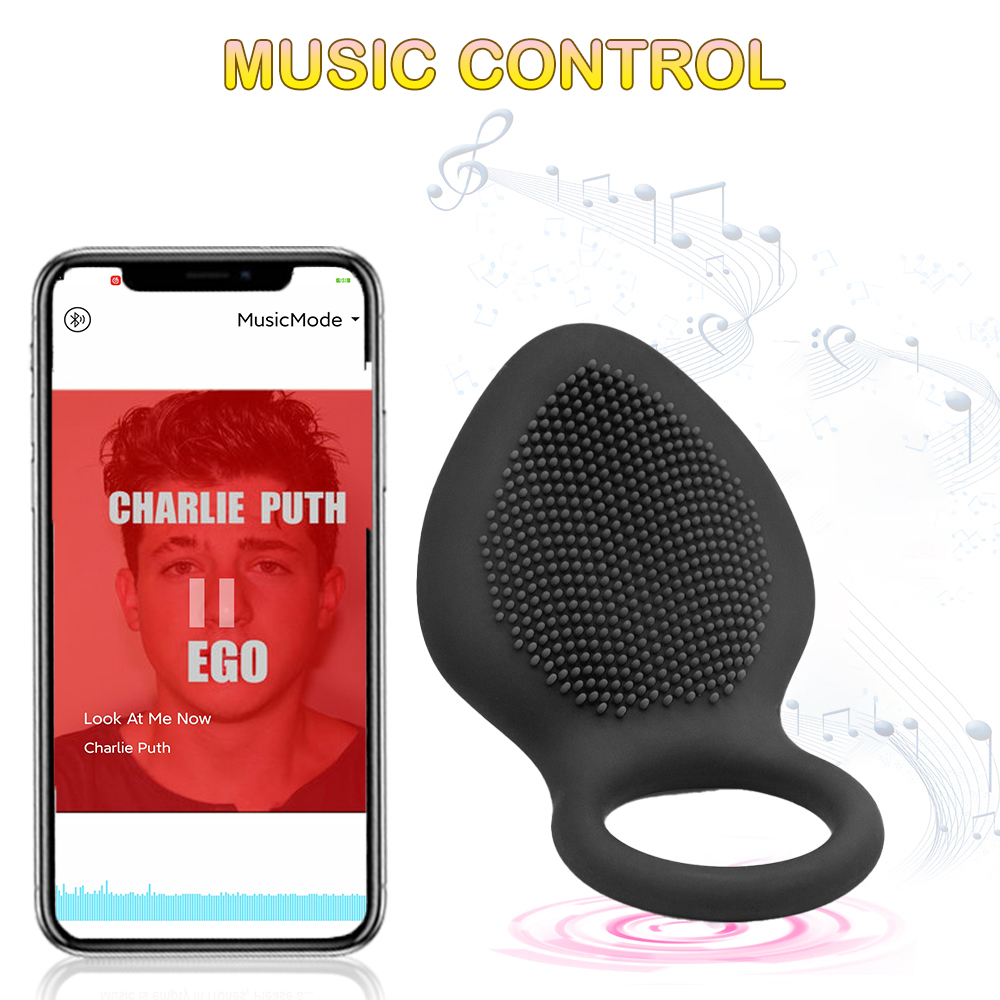 MUSIC CONTROL
MusicMode
CHARLIE PUTH
EGO
Look At Me Now
Charlie Puth